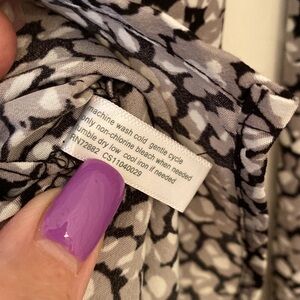 machine wash cold gentle cycle
only non-chlorine bleach when needed
tumble dry low cool iron if needed
RN72882 CS11040029